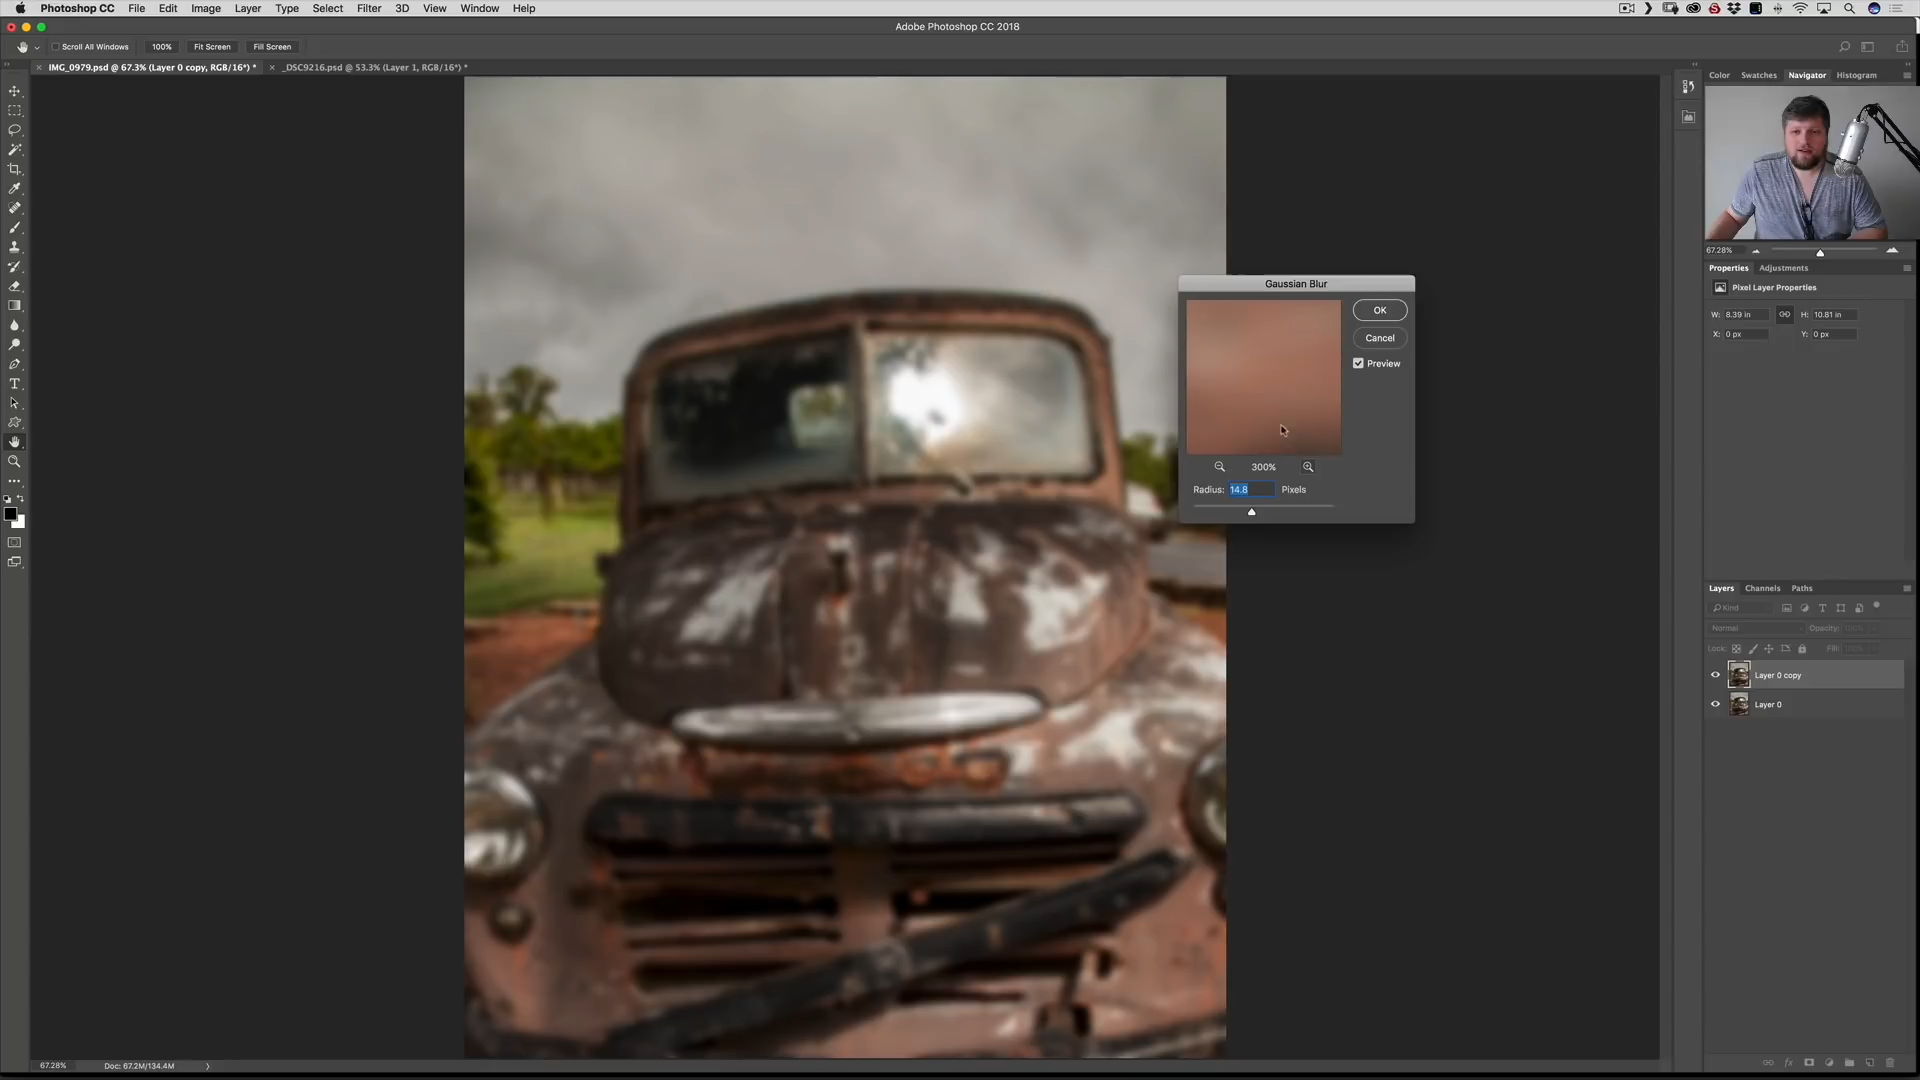 Photoshop CC File Edit Image Layer Type Select Filter 3D View Window Help
Adobe Photoshop CC 2018
Scroll All Windows 100% Fit Screen Fill Screen
IMG_0979.psd @ 67.3% (Layer 0 copy, RGB/16*) * _DSC9216.psd @ 53.3% (Layer 1, RGB/16*) *
Color Swatches Navigator Histogram
67.28%
Properties Adjustments
Pixel Layer Properties
W: 8.39 in H: 10.81 in
X: 0 px Y: 0 px
Gaussian Blur
OK
Cancel
Preview
300%
Radius: 14.8 Pixels
Layers Channels Paths
Kind
Normal Opacity: 100%
Lock: Fill: 100%
Layer 0 copy
Layer 0
67.28% Doc: 67.2M/134.4M